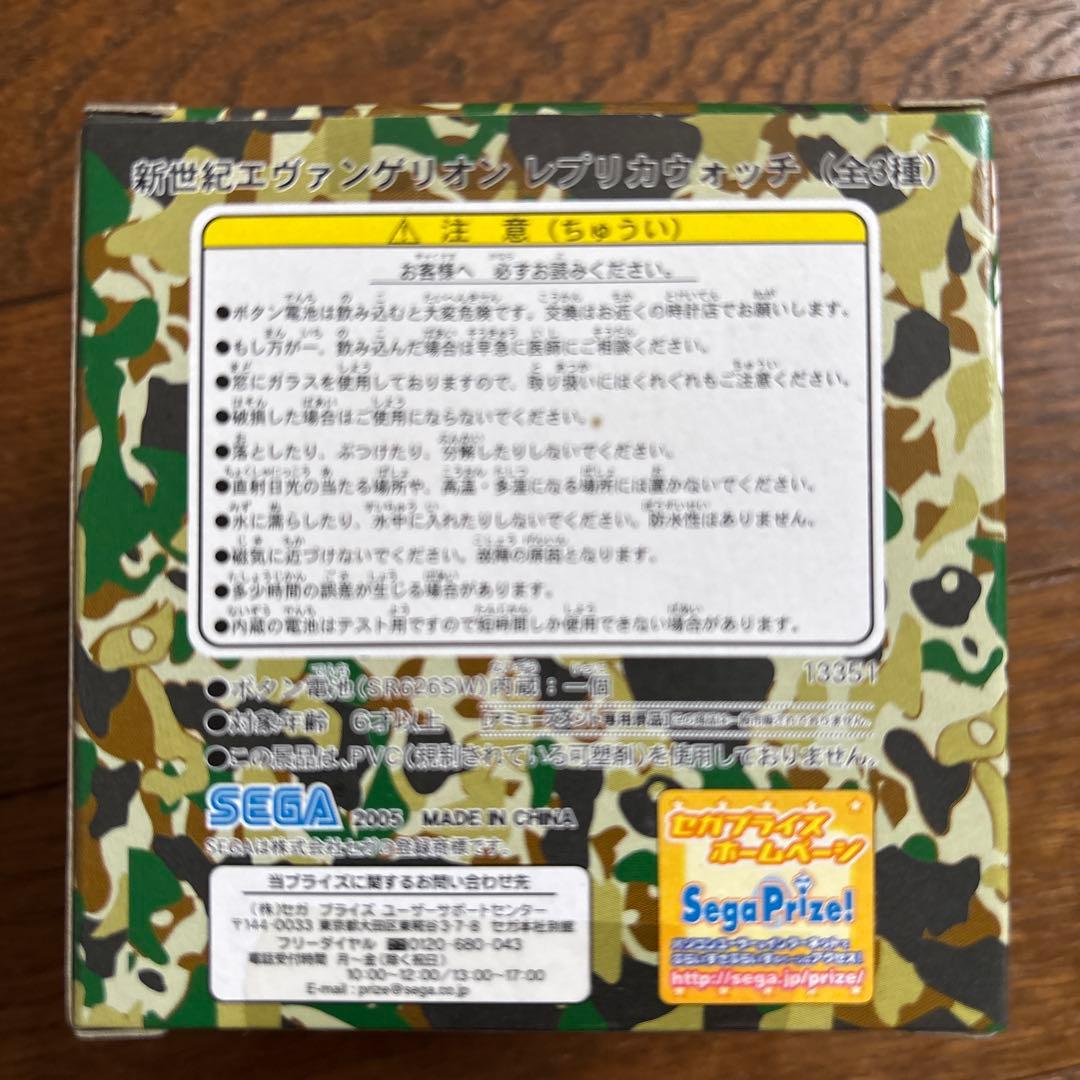 新世紀エヴァンゲリオン レプリカウォッチ (全3種)
⚠ 注 意 (ちゅうい)
お客様へ 必ずお読みください。
●ボタン電池は飲み込むと大変危険です。交換はお近くの時計店でお願いします。
●もし万が一、飲み込んだ場合は早急に医師にご相談ください。
●窓にガラスを使用しておりますので、取り扱いにはくれぐれもご注意ください。
●破損した場合はご使用にならないでください。
●落としたり、ぶつけたり、分解したりしないでください。
●直射日光の当たる場所や、高温・多湿になる場所には置かないでください。
●水に濡らしたり、水中に入れたりしないでください。防水性はありません。
●磁気に近づけないでください。故障の原因となります。
●多少時間の誤差が生じる場合があります。
●内蔵の電池はテスト用ですので短時間しか使用できない場合があります。
13351
●ボタン電池(SR626SW)内蔵:一個
●対象年齢 6才以上 [アミューズメント専用景品]
●この景品は、PVC(規制されている可塑剤)を使用しておりません。
SEGA 2005 MADE IN CHINA
SEGAは株式会社セガの登録商標です。
当プライズに関するお問い合わせ先
(株)セガ プライズ ユーザーサポートセンター
〒144-0033 東京都大田区東糀谷3-7-8 セガ本社別館
フリーダイヤル 0120-680-043
電話受付時間 月~金(除く祝日)
10:00~12:00/13:00~17:00
E-mail : prize@sega.co.jp
セガプライズ
ホームページ
Sega Prize!
http://sega.jp/prize/